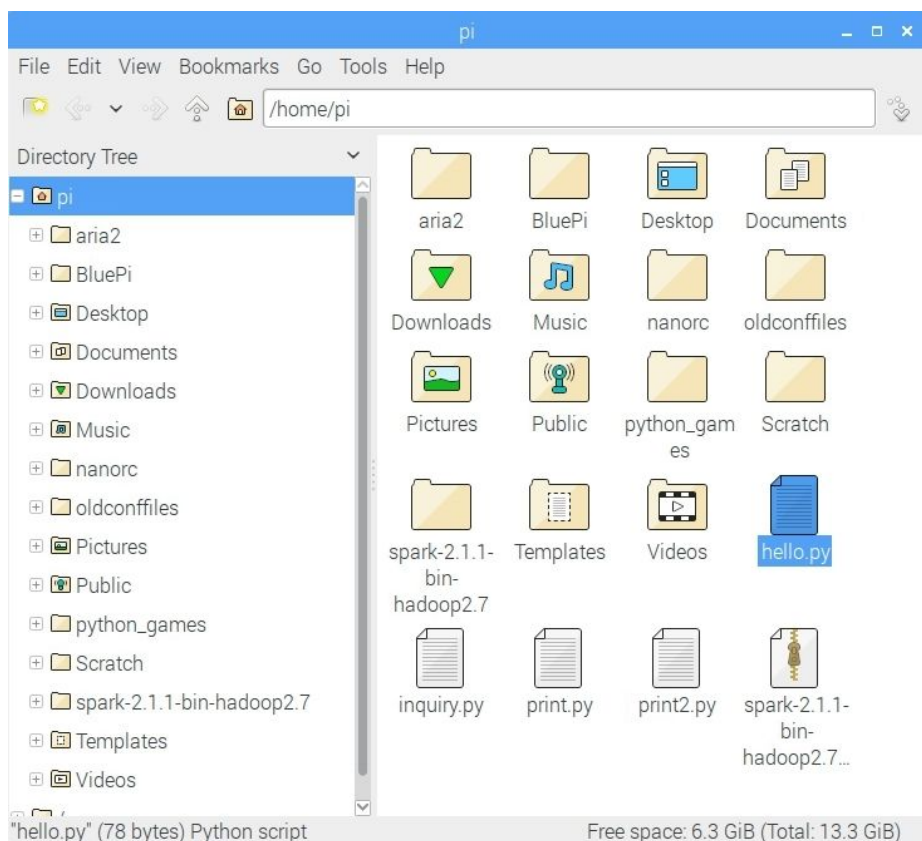 pi
File Edit View Bookmarks Go Tools Help
/home/pi
Directory Tree
pi
aria2
BluePi
Desktop
Documents
Downloads
Music
nanorc
oldconffiles
Pictures
Public
python_games
Scratch
spark-2.1.1-bin-hadoop2.7
Templates
Videos
aria2 BluePi Desktop Documents
Downloads Music nanorc oldconffiles
Pictures Public python_gam
es Scratch
spark-2.1.1-
bin-
hadoop2.7 Templates Videos hello.py
inquiry.py print.py print2.py spark-2.1.1-
bin-
hadoop2.7...
"hello.py" (78 bytes) Python script Free space: 6.3 GiB (Total: 13.3 GiB)